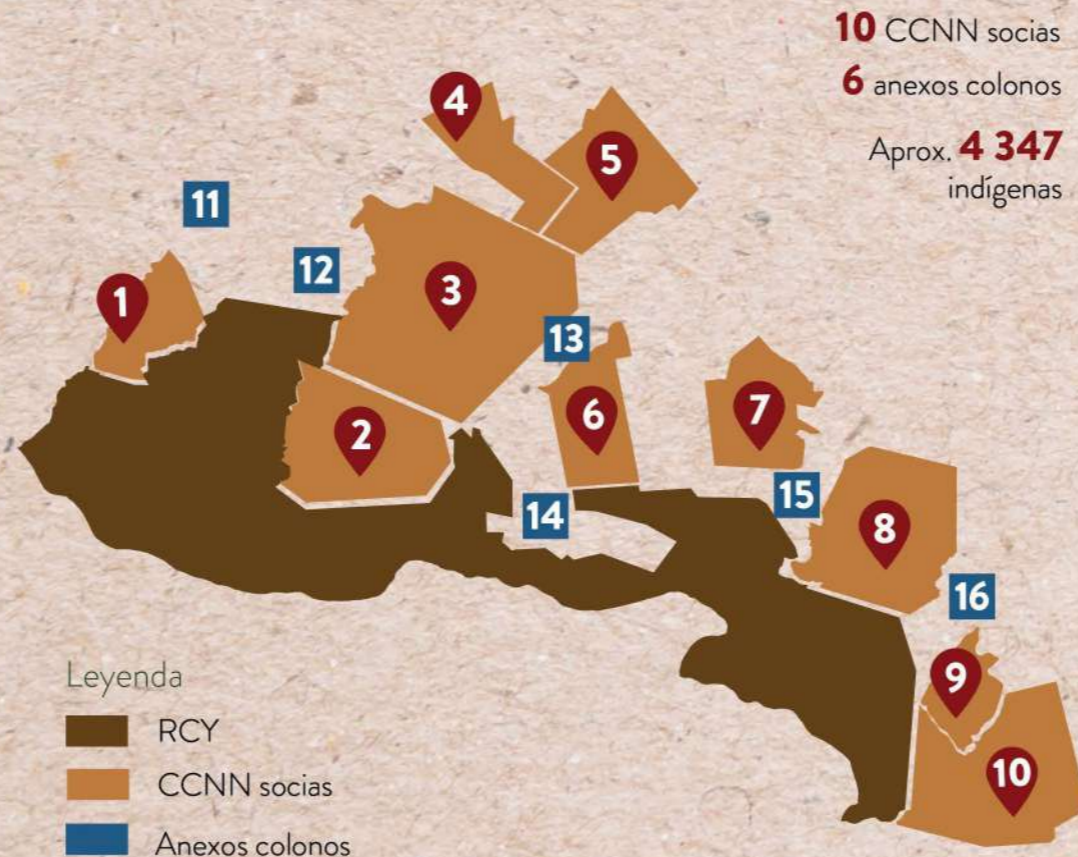 10 CCNN socias
6 anexos colonos
Aprox. 4 347
indígenas
4
5
11
12
1
3
13
6
7
2
14
15
8
16
9
10
Leyenda
RCY
CCNN socias
Anexos colonos